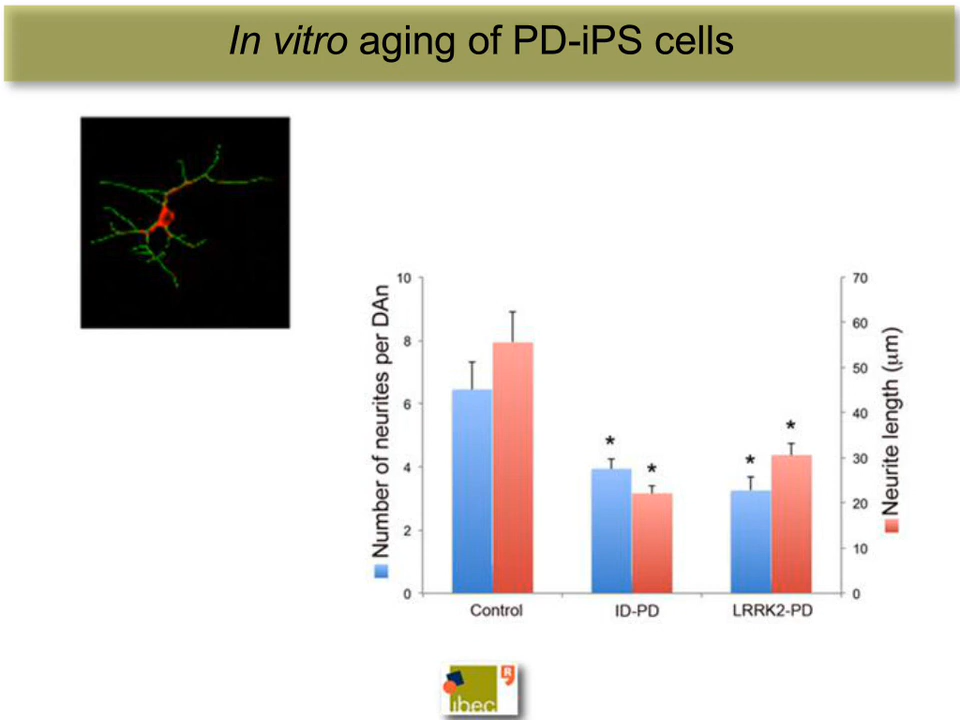 In vitro aging of PD-iPS cells
Number of neurites per DAn
10
8
6
4
2
0
*
*
*
*
Control
ID-PD
LRRK2-PD
70
60
50
40
30
20
10
0
Neurite length (μm)
R
ibec